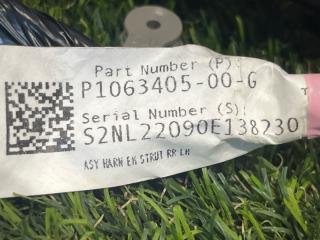 Part Number (P):
P1063405-00-G
Serial Number (S):
S2NL22090E138230
ASY HARN EK STRUT RR LH